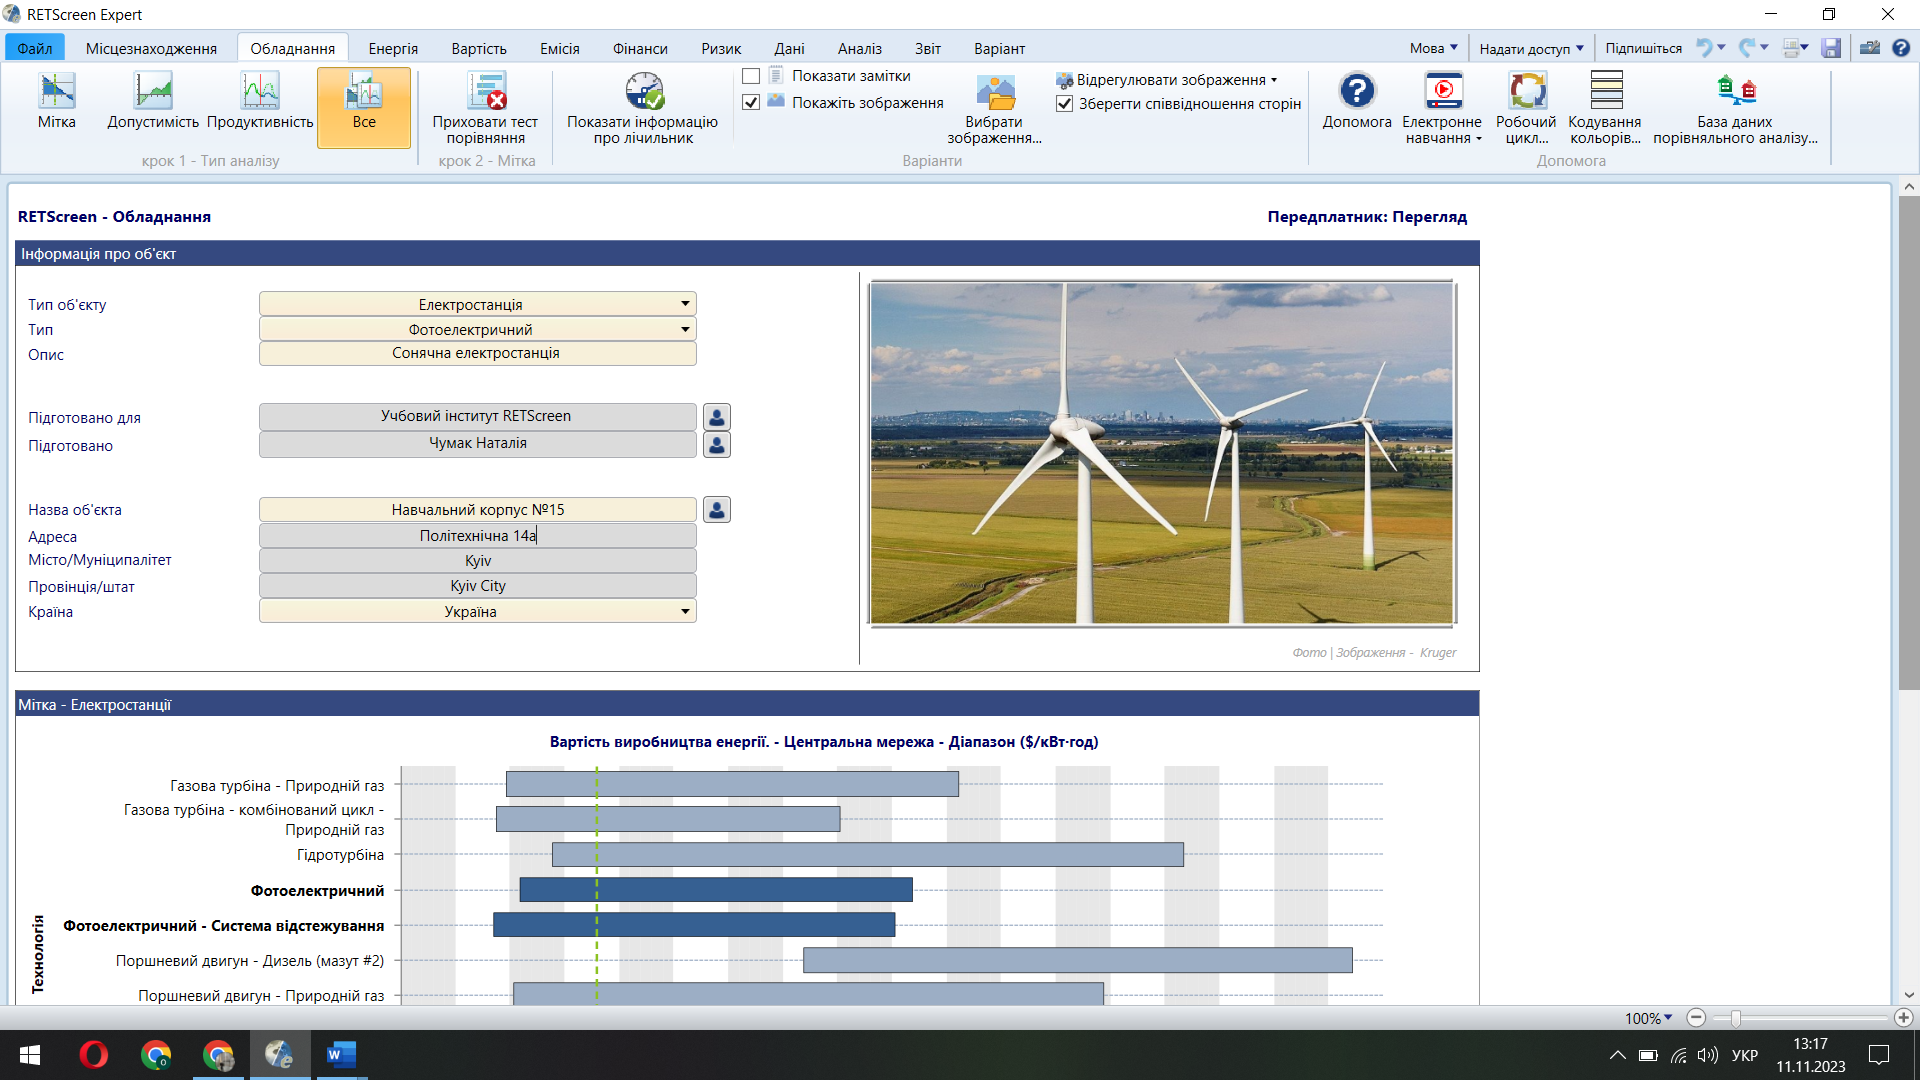 RETScreen Expert
Файл Місцезнаходження Обладнання Енергія Вартість Емісія Фінанси Ризик Дані Аналіз Звіт Варіант Мова Надати доступ Підпишіться
Мітка
Допустимість
Продуктивність
Все
крок 1 - Тип аналізу
Приховати тест
порівняння
крок 2 - Мітка
Показати інформацію
про лічильник
Показати замітки
Покажіть зображення
Вибрати
зображення...
Відрегулювати зображення
Зберегти співвідношення сторін
Варіанти
Допомога
Електронне
навчання
Робочий
цикл...
Кодування
кольорів...
База даних
порівняльного аналізу...
Допомога
RETScreen - Обладнання
Передплатник: Перегляд
Інформація про об'єкт
Тип об'єкту Електростанція
Тип Фотоелектричний
Опис Сонячна електростанція
Підготовано для Учбовий інститут RETScreen
Підготовано Чумак Наталія
Назва об'єкта Навчальний корпус №15
Адреса Політехнічна 14а
Місто/Муніципалітет Kyiv
Провінція/штат Kyiv City
Країна Україна
Фото | Зображення - Kruger
Мітка - Електростанції
Вартість виробництва енергії. - Центральна мережа - Діапазон ($/кВт·год)
Технологія
Газова турбіна - Природній газ
Газова турбіна - комбінований цикл -
Природній газ
Гідротурбіна
Фотоелектричний
Фотоелектричний - Система відстежування
Поршневий двигун - Дизель (мазут #2)
Поршневий двигун - Природній газ
100%
УКР
13:17
11.11.2023